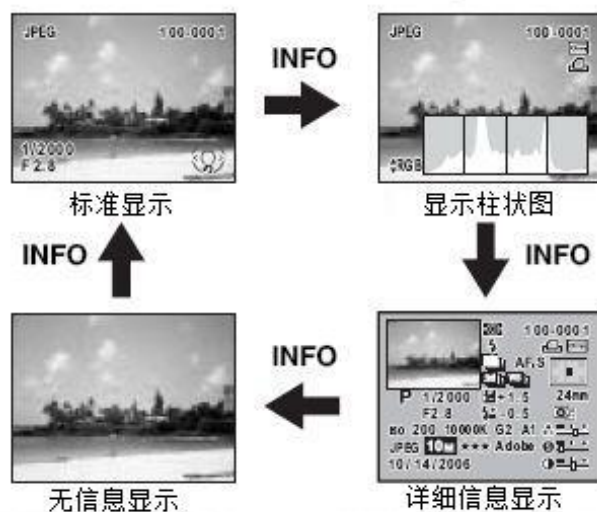 JPEG 100-0001
1/2000
F2.8
标准显示
INFO
JPEG 100-0001
RGB
显示柱状图
INFO
100-0001
AF.S
P 1/2000 +1.5 24mm
F2.8 -0.5
ISO 200 10000K G2 A1
JPEG 10M ★★★ Adobe
10/14/2006
详细信息显示
INFO
无信息显示
INFO